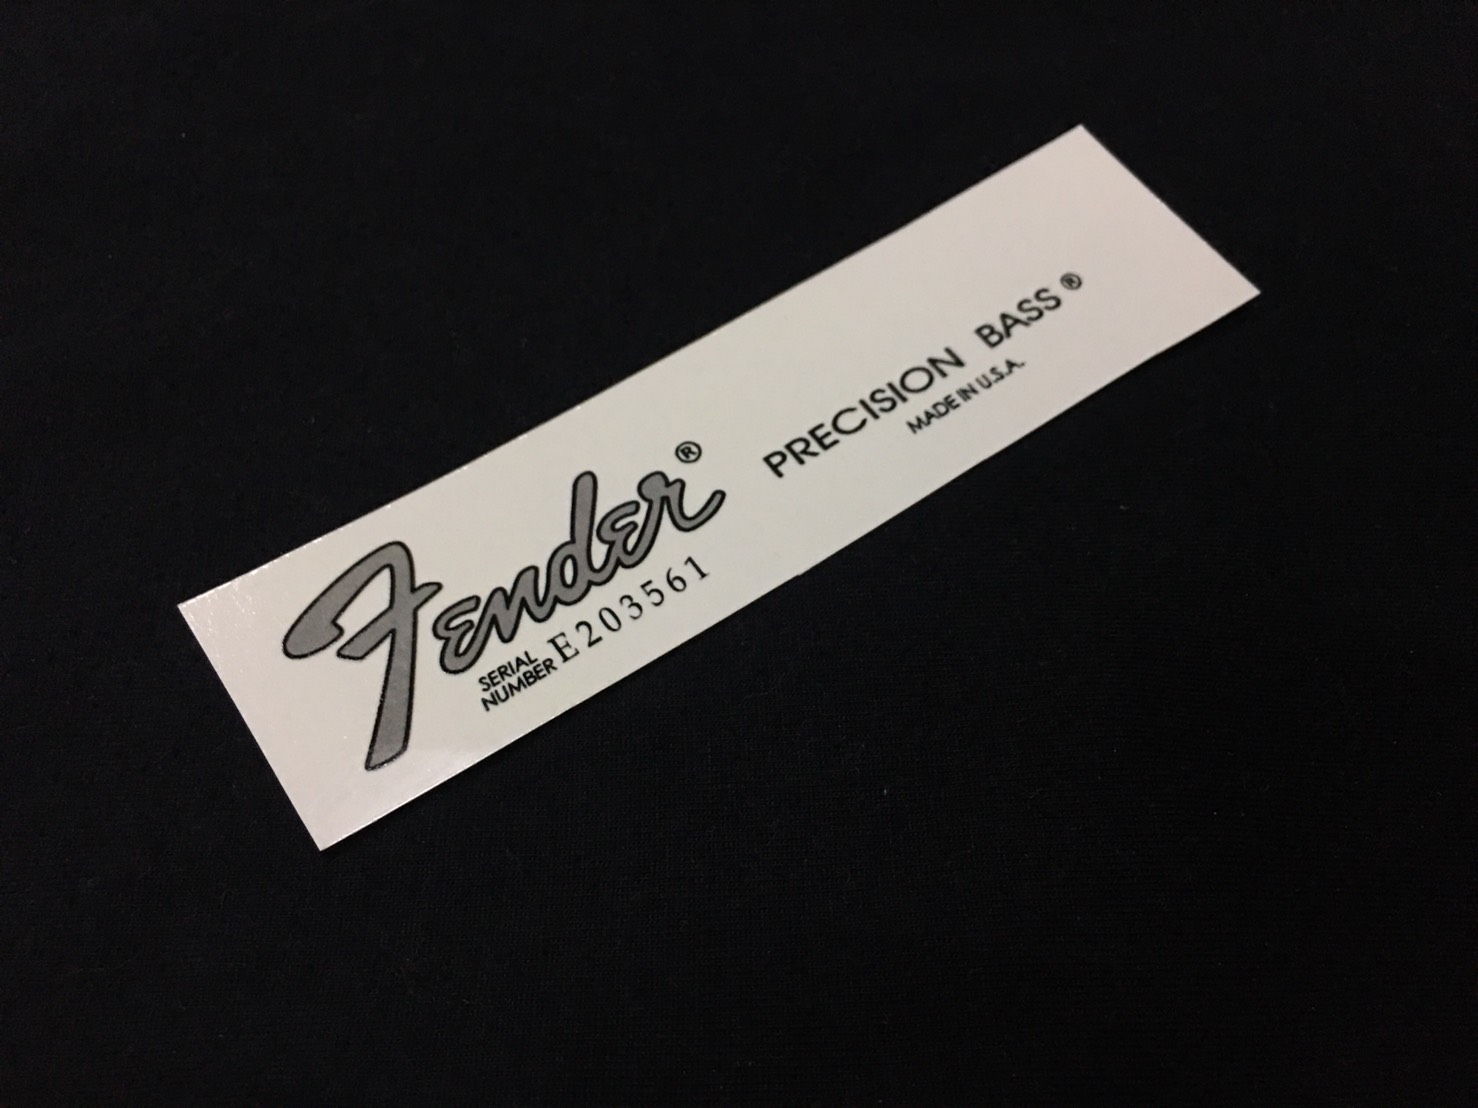 Fender®
SERIAL
NUMBER E203561
PRECISION BASS®
MADE IN U.S.A.